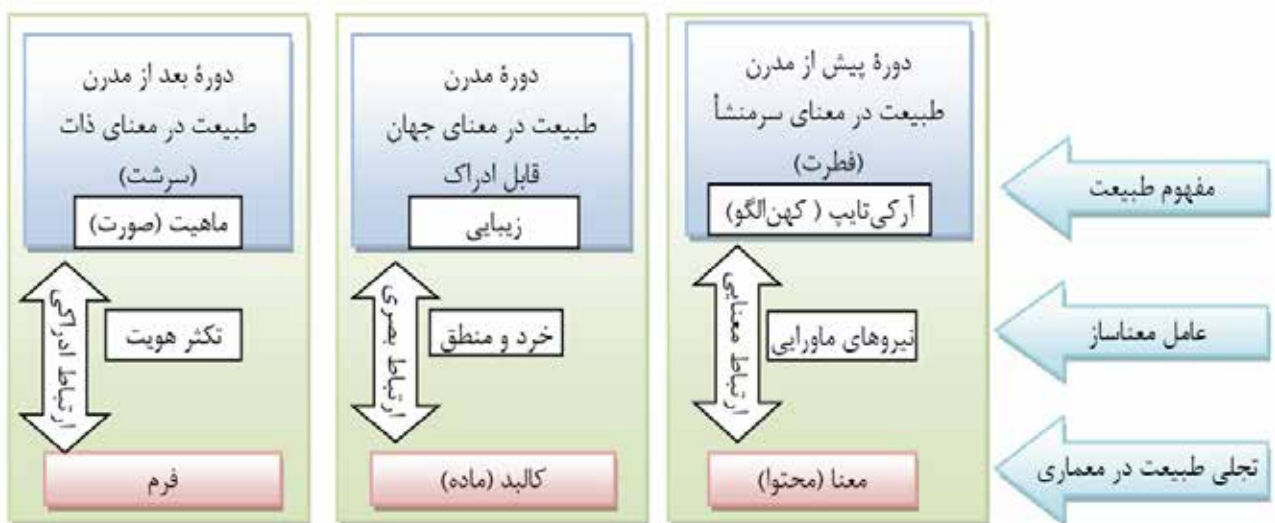 دورهٔ پیش از مدرن
طبیعت در معنای سرمنشأ
(فطرت)
آرکی‌تایپ ( کهن‌الگو)
ارتباط معنایی
نیروهای ماورایی
معنا (محتوا)
دورهٔ مدرن
طبیعت در معنای جهان
قابل ادراک
زیبایی
ارتباط بصری
خرد و منطق
کالبد (ماده)
دورهٔ بعد از مدرن
طبیعت در معنای ذات
(سرشت)
ماهیت (صورت)
ارتباط ادراکی
تکثر هویت
فرم
مفهوم طبیعت
عامل معناساز
تجلی طبیعت در معماری